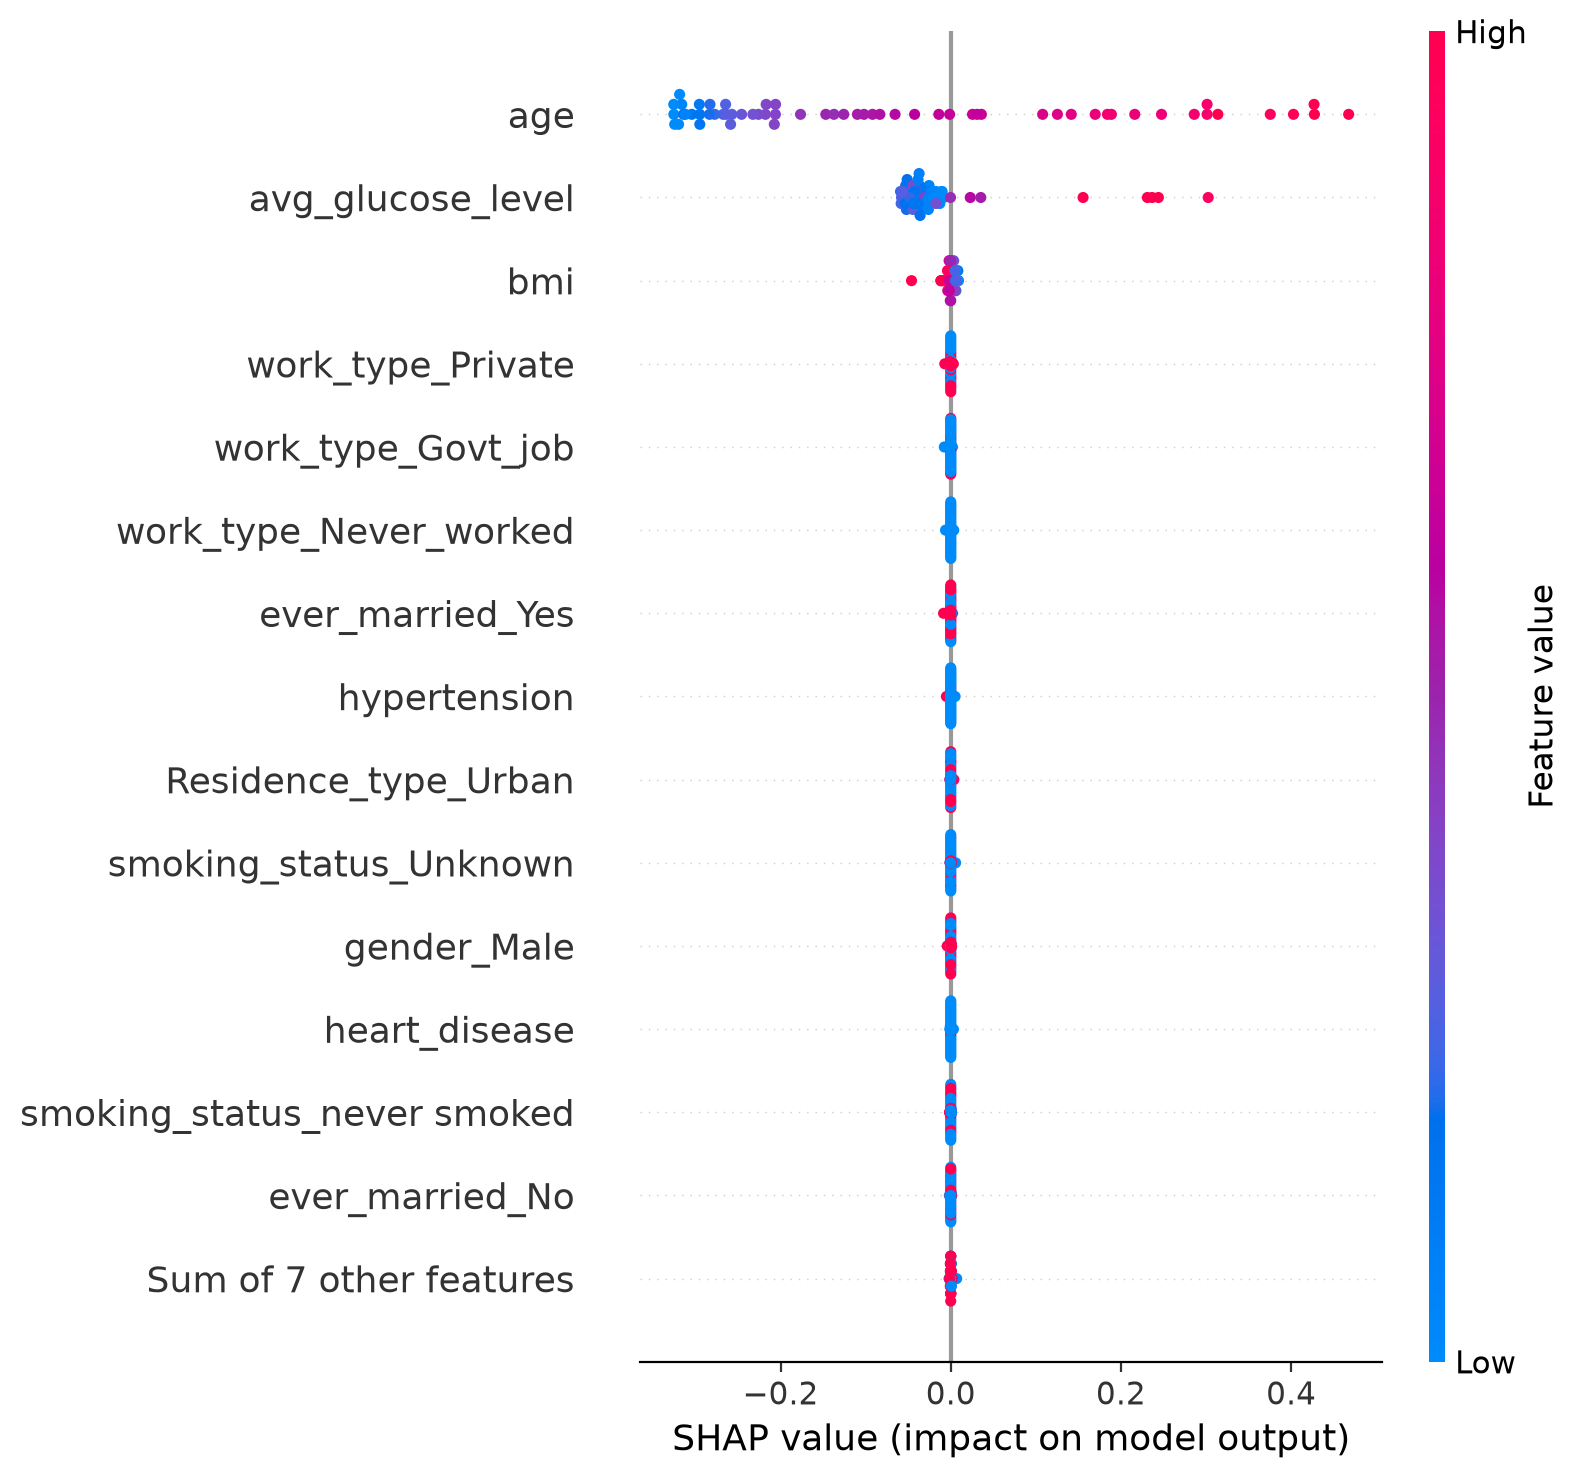 High
age
avg_glucose_level
bmi
work_type_Private
work_type_Govt_job
work_type_Never_worked
ever_married_Yes
hypertension
Residence_type_Urban
smoking_status_Unknown
gender_Male
heart_disease
smoking_status_never smoked
ever_married_No
Sum of 7 other features
Feature value
Low
−0.2 0.0 0.2 0.4
SHAP value (impact on model output)